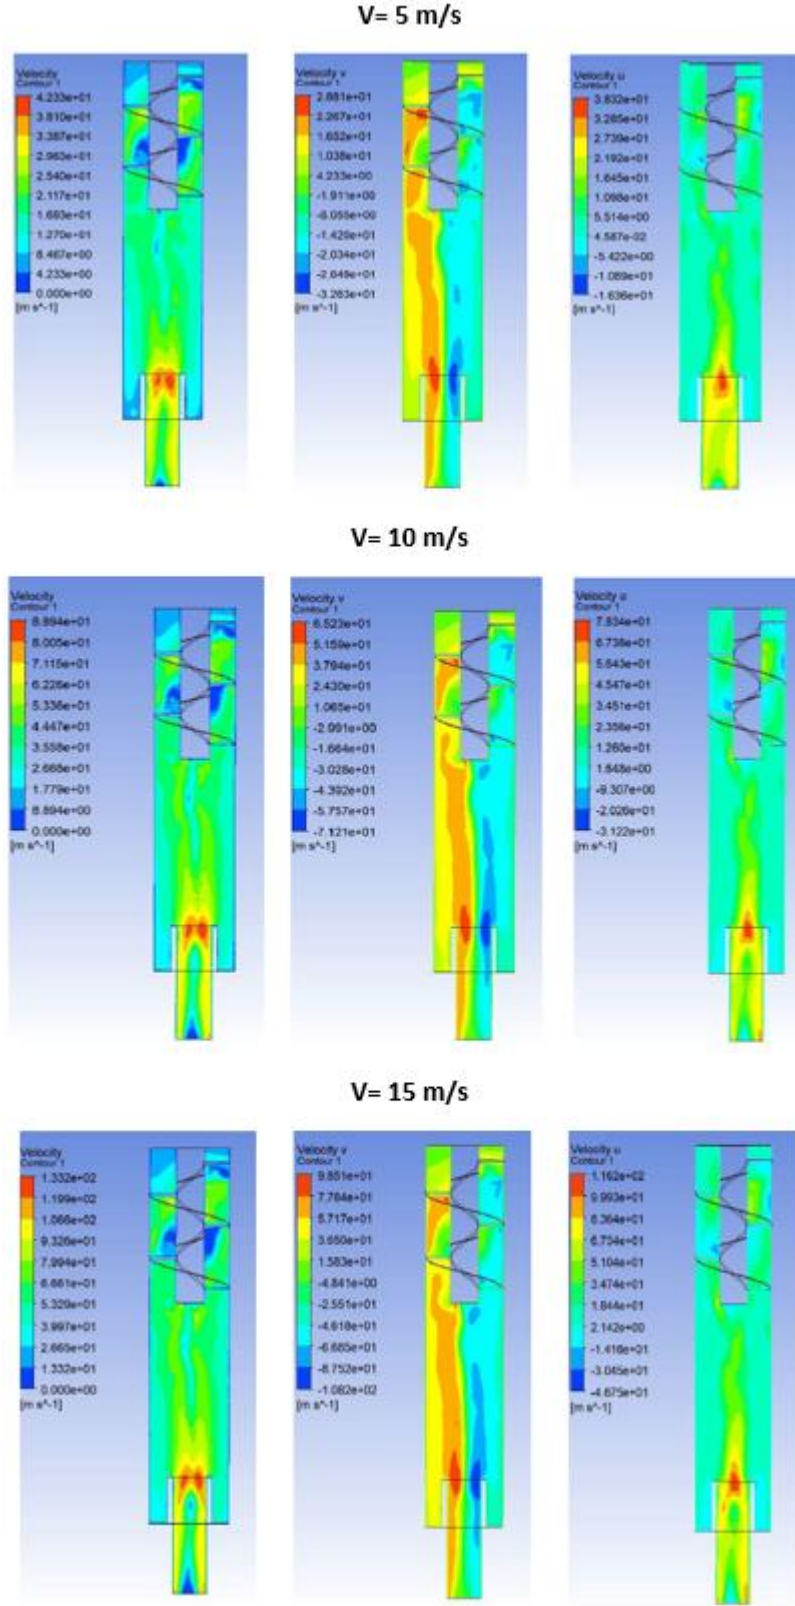 V= 5 m/s
Velocity
Contour 1
4.233e+01
3.810e+01
3.387e+01
2.963e+01
2.540e+01
2.117e+01
1.693e+01
1.270e+01
8.467e+00
4.233e+00
0.000e+00
[m s^-1]
Velocity v
Contour 1
2.881e+01
2.267e+01
1.652e+01
1.038e+01
4.233e+00
-1.911e+00
-8.055e+00
-1.420e+01
-2.034e+01
-2.649e+01
-3.263e+01
[m s^-1]
Velocity u
Contour 1
3.832e+01
3.285e+01
2.739e+01
2.192e+01
1.645e+01
1.098e+01
5.514e+00
4.587e-02
-5.422e+00
-1.089e+01
-1.636e+01
[m s^-1]
V= 10 m/s
Velocity
Contour 1
8.894e+01
8.005e+01
7.115e+01
6.226e+01
5.336e+01
4.447e+01
3.558e+01
2.668e+01
1.779e+01
8.894e+00
0.000e+00
[m s^-1]
Velocity v
Contour 1
6.523e+01
5.159e+01
3.794e+01
2.430e+01
1.065e+01
-2.991e+00
-1.664e+01
-3.028e+01
-4.392e+01
-5.757e+01
-7.121e+01
[m s^-1]
Velocity u
Contour 1
7.834e+01
6.738e+01
5.643e+01
4.547e+01
3.451e+01
2.356e+01
1.260e+01
1.648e+00
-9.307e+00
-2.026e+01
-3.122e+01
[m s^-1]
V= 15 m/s
Velocity
Contour 1
1.332e+02
1.199e+02
1.066e+02
9.326e+01
7.994e+01
6.661e+01
5.329e+01
3.997e+01
2.665e+01
1.332e+01
0.000e+00
[m s^-1]
Velocity v
Contour 1
9.851e+01
7.784e+01
5.717e+01
3.650e+01
1.583e+01
-4.841e+00
-2.551e+01
-4.618e+01
-6.685e+01
-8.752e+01
-1.082e+02
[m s^-1]
Velocity u
Contour 1
1.162e+02
9.993e+01
8.364e+01
6.734e+01
5.104e+01
3.474e+01
1.844e+01
2.142e+00
-1.416e+01
-3.045e+01
-4.675e+01
[m s^-1]